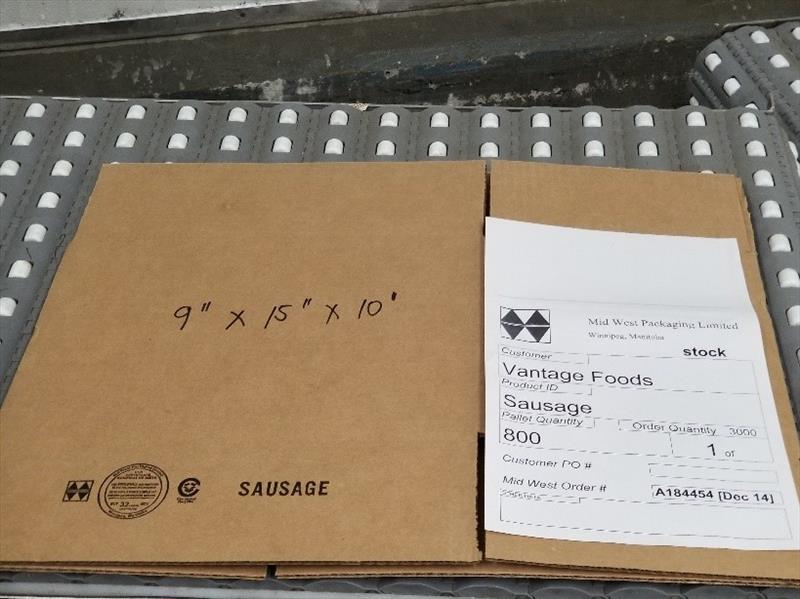 9" x 15" x 10'
SAUSAGE
32
Mid West Packaging Limited
Winnipeg, Manitoba
stock
Customer
Vantage Foods
Product ID
Sausage
Pallet Quantity
Order Quantity 3000
800
1 of
Customer PO #
Mid West Order #
A184454 [Dec 14]